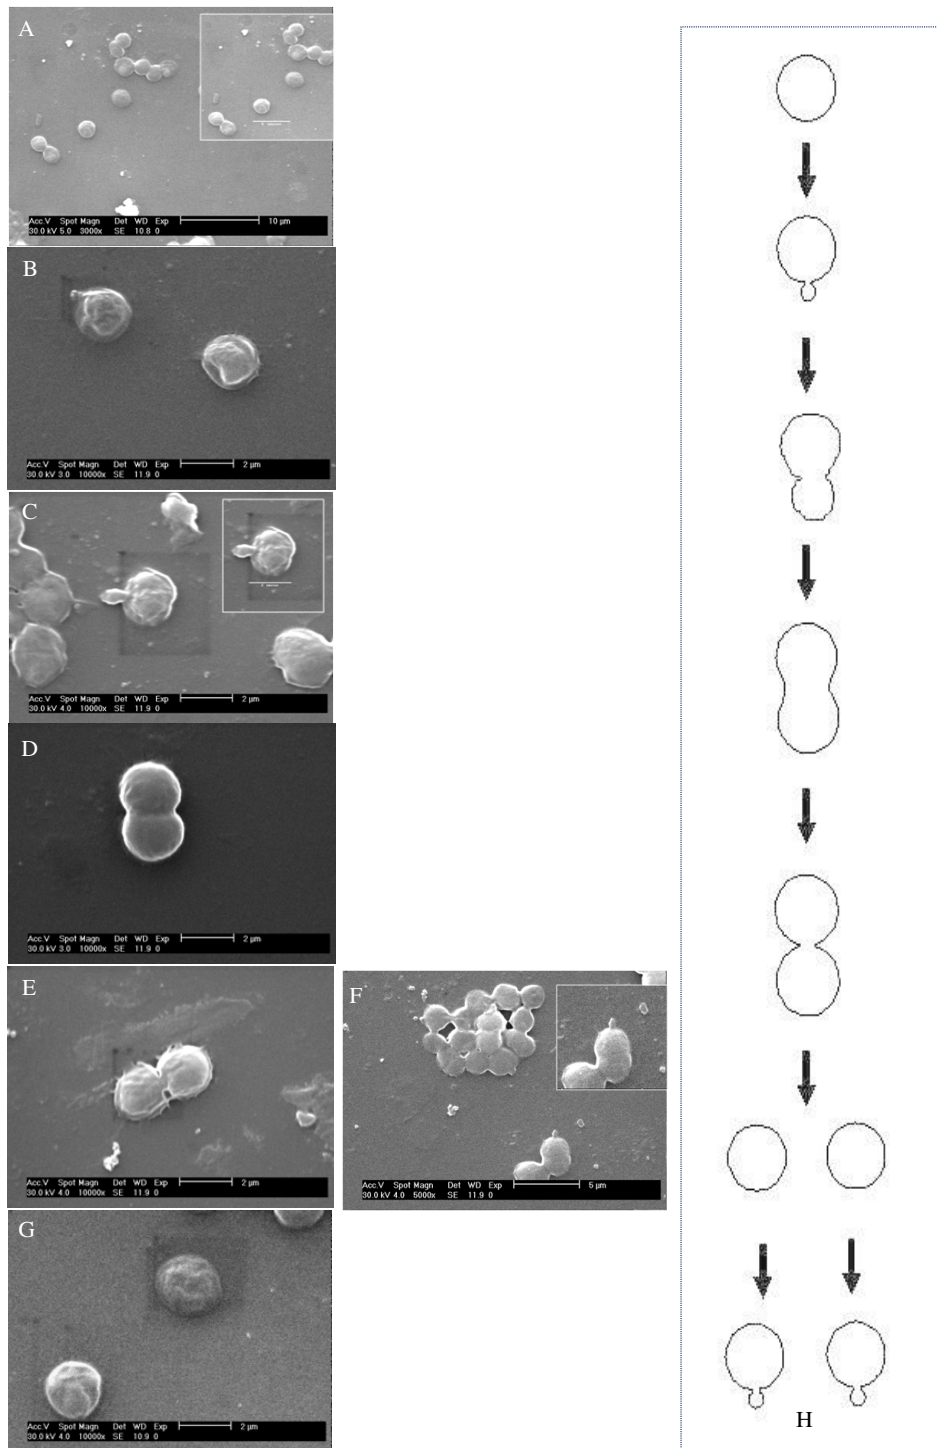 A
Acc.V Spot Magn Det WD Exp 10 µm
30.0 kV 5.0 3000x SE 10.8 0
B
Acc.V Spot Magn Det WD Exp 2 µm
30.0 kV 3.0 10000x SE 11.9 0
C
Acc.V Spot Magn Det WD Exp 2 µm
30.0 kV 4.0 10000x SE 11.9 0
D
Acc.V Spot Magn Det WD Exp 2 µm
30.0 kV 3.0 10000x SE 11.9 0
E
Acc.V Spot Magn Det WD Exp 2 µm
30.0 kV 4.0 10000x SE 11.9 0
F
Acc.V Spot Magn Det WD Exp 5 µm
30.0 kV 4.0 5000x SE 11.9 0
G
Acc.V Spot Magn Det WD Exp 2 µm
30.0 kV 4.0 10000x SE 10.9 0
H